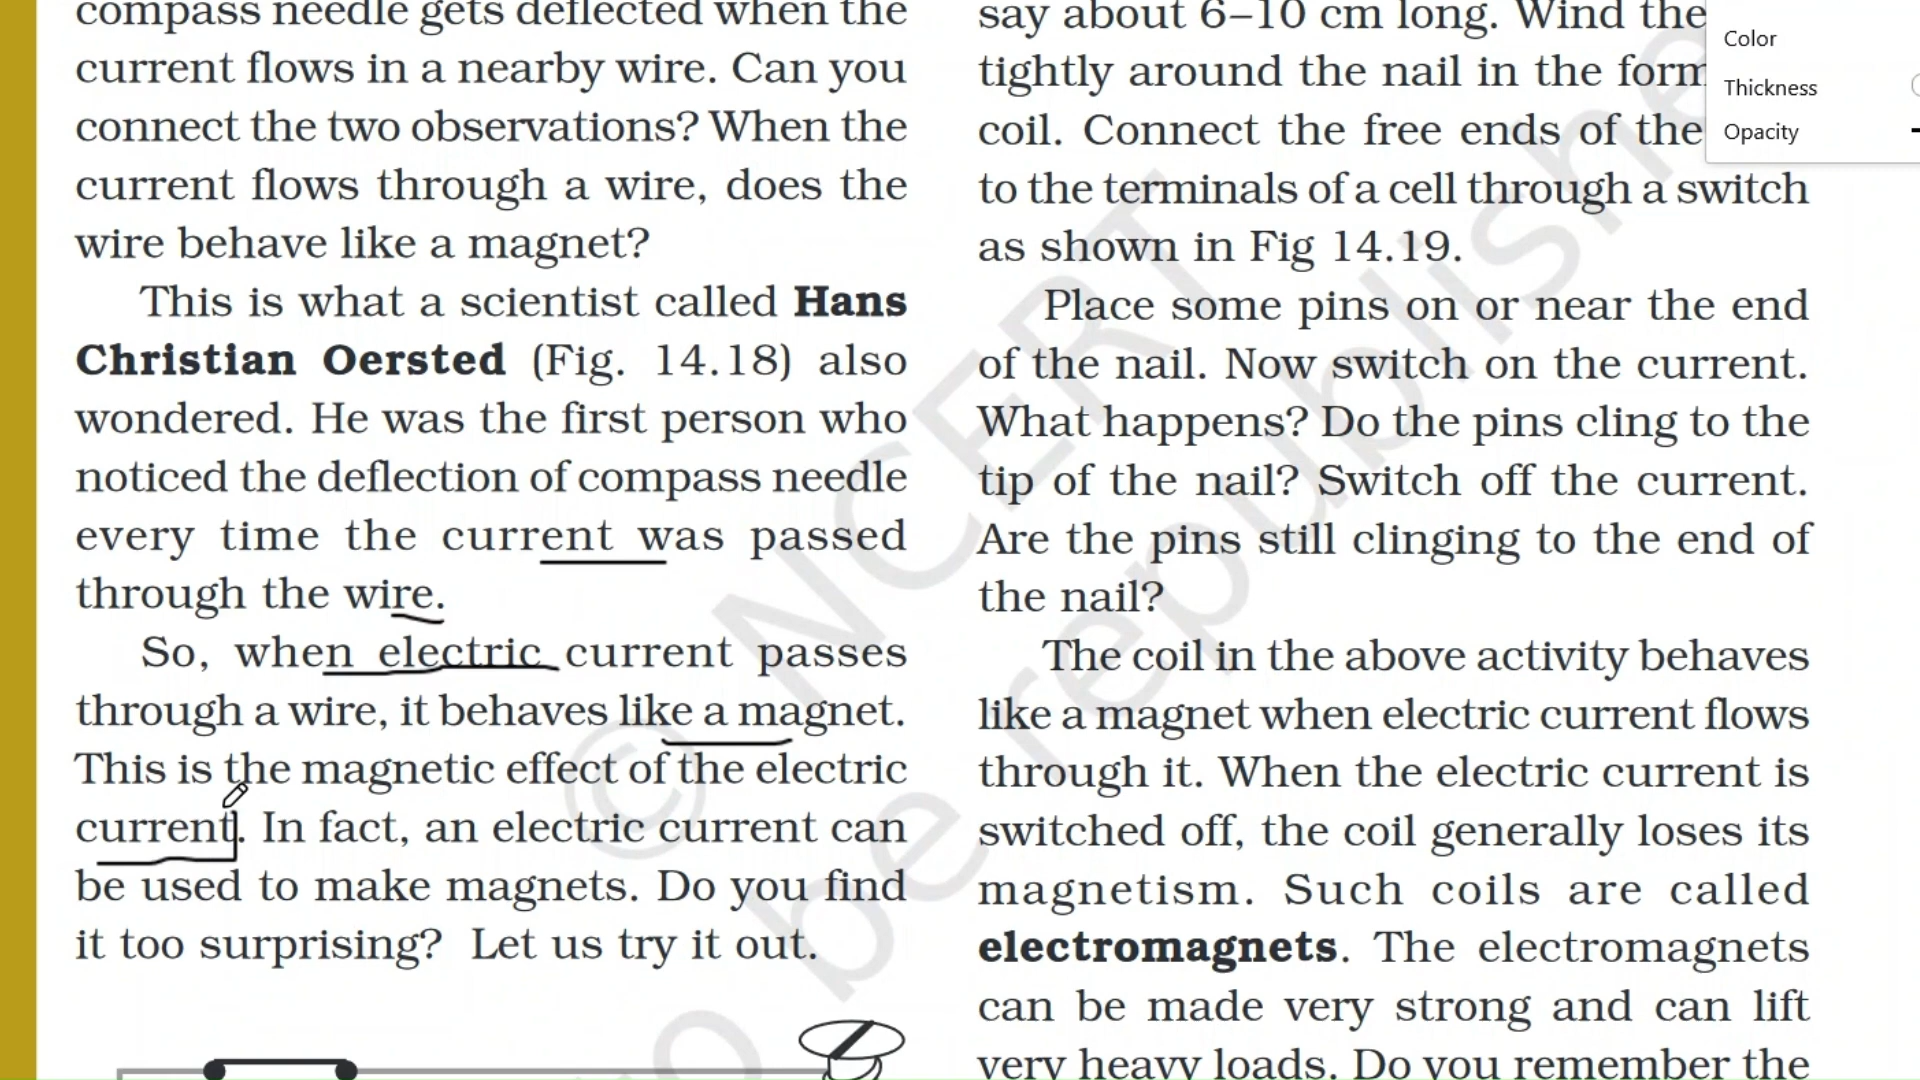 compass needle gets deflected when the
current flows in a nearby wire. Can you
connect the two observations? When the
current flows through a wire, does the
wire behave like a magnet?
This is what a scientist called Hans
Christian Oersted (Fig. 14.18) also
wondered. He was the first person who
noticed the deflection of compass needle
every time the current was passed
through the wire.
So, when electric current passes
through a wire, it behaves like a magnet.
This is the magnetic effect of the electric
current. In fact, an electric current can
be used to make magnets. Do you find
it too surprising? Let us try it out.
say about 6–10 cm long. Wind the
tightly around the nail in the form
coil. Connect the free ends of the
to the terminals of a cell through a switch
as shown in Fig 14.19.
Place some pins on or near the end
of the nail. Now switch on the current.
What happens? Do the pins cling to the
tip of the nail? Switch off the current.
Are the pins still clinging to the end of
the nail?
The coil in the above activity behaves
like a magnet when electric current flows
through it. When the electric current is
switched off, the coil generally loses its
magnetism. Such coils are called
electromagnets. The electromagnets
can be made very strong and can lift
very heavy loads. Do you remember the
Color
Thickness
Opacity
© NCERT
be republishe